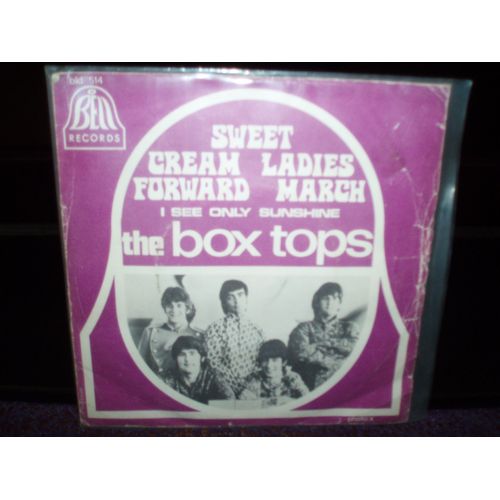 bld 514
BELL
RECORDS
SWEET
CREAM LADIES
FORWARD MARCH
I SEE ONLY SUNSHINE
the box tops